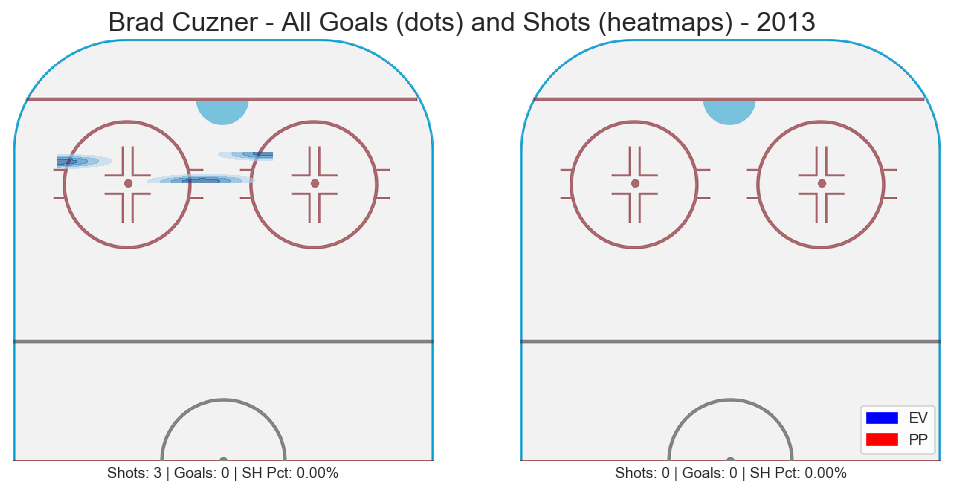 Brad Cuzner - All Goals (dots) and Shots (heatmaps) - 2013
EV
PP
Shots: 3 | Goals: 0 | SH Pct: 0.00%
Shots: 0 | Goals: 0 | SH Pct: 0.00%